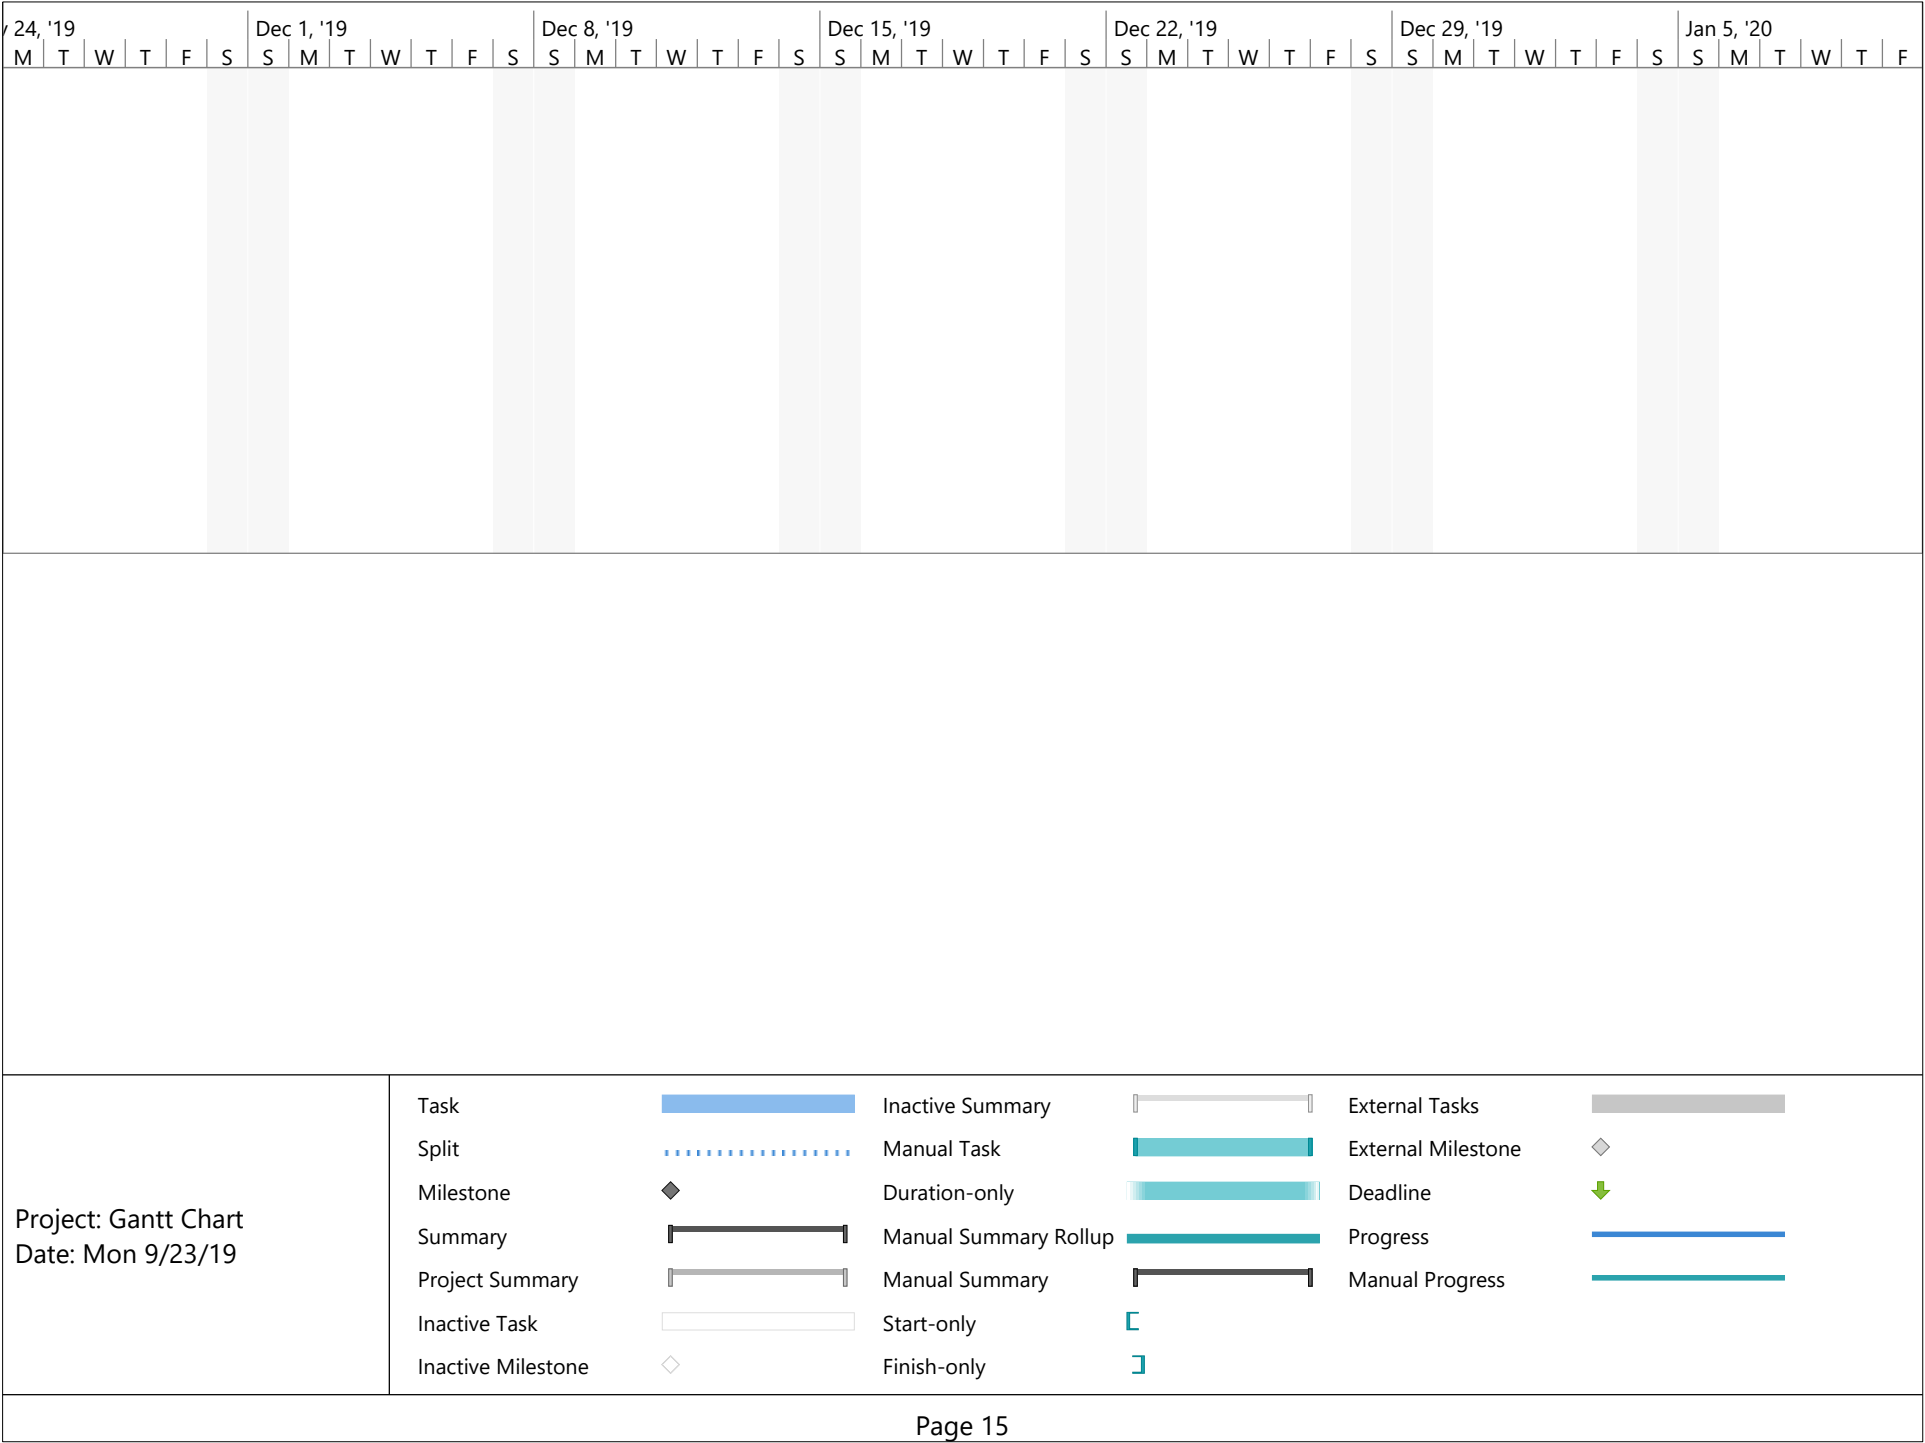 24, '19 Dec 1, '19 Dec 8, '19 Dec 15, '19 Dec 22, '19 Dec 29, '19 Jan 5, '20
M T W T F S S M T W T F S S M T W T F S S M T W T F S S M T W T F S S M T W T F S S M T W T F
Task
Split
Milestone
Summary
Project Summary
Inactive Task
Inactive Milestone
Inactive Summary
Manual Task
Duration-only
Manual Summary Rollup
Manual Summary
Start-only
Finish-only
External Tasks
External Milestone
Deadline
Progress
Manual Progress
Project: Gantt Chart
Date: Mon 9/23/19
Page 15